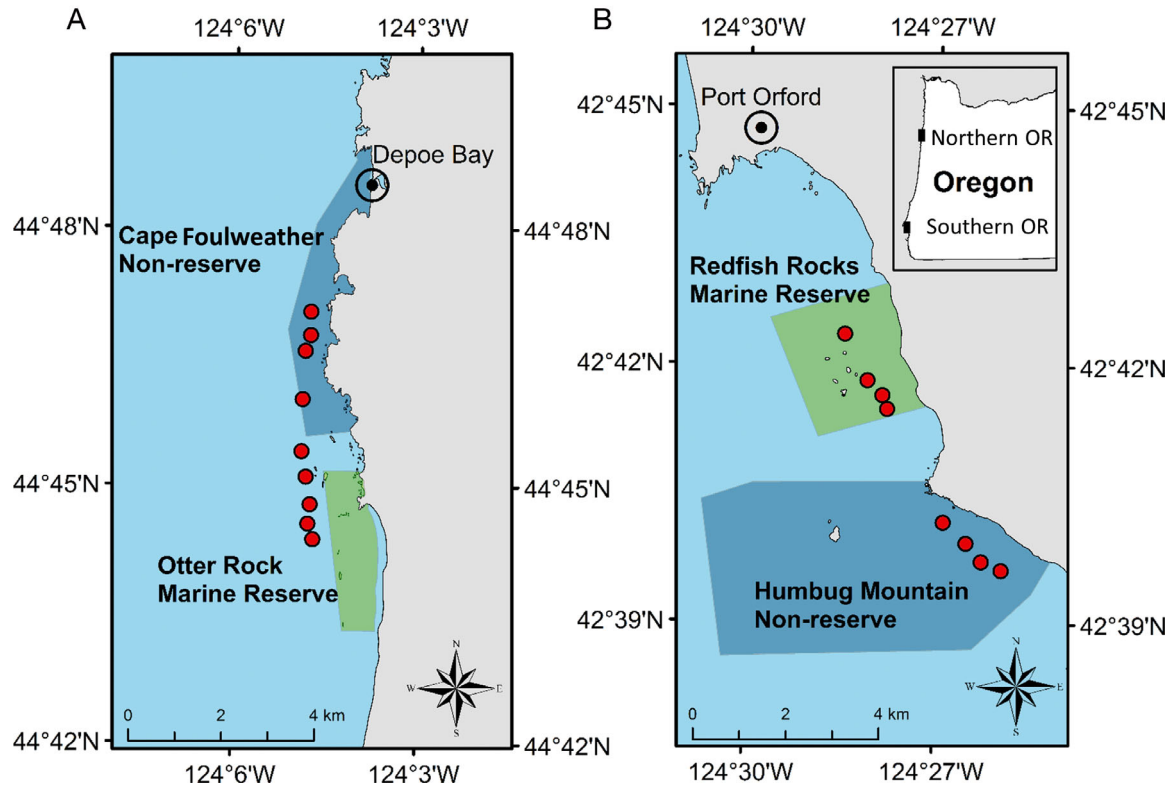 A
124°6'W
124°3'W
Depoe Bay
44°48'N
44°48'N
Cape Foulweather
Non-reserve
44°45'N
44°45'N
Otter Rock
Marine Reserve
N
W
E
S
0
2
4 km
44°42'N
44°42'N
124°6'W
124°3'W
B
124°30'W
124°27'W
42°45'N
42°45'N
Port Orford
Northern OR
Oregon
Southern OR
Redfish Rocks
Marine Reserve
42°42'N
42°42'N
Humbug Mountain
Non-reserve
42°39'N
42°39'N
N
W
E
S
0
2
4 km
124°30'W
124°27'W